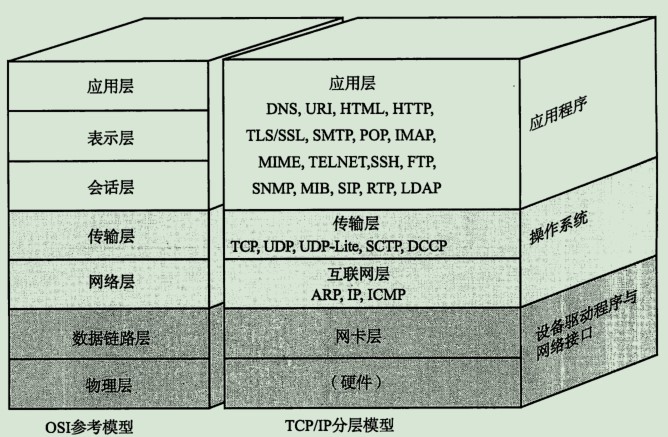 应用层
表示层
会话层
传输层
网络层
数据链路层
物理层
OSI参考模型
应用层
DNS, URI, HTML, HTTP,
TLS/SSL, SMTP, POP, IMAP,
MIME, TELNET,SSH, FTP,
SNMP, MIB, SIP, RTP, LDAP
传输层
TCP, UDP, UDP-Lite, SCTP, DCCP
互联网层
ARP, IP, ICMP
网卡层
（硬件）
TCP/IP分层模型
应用程序
操作系统
设备驱动程序与
网络接口